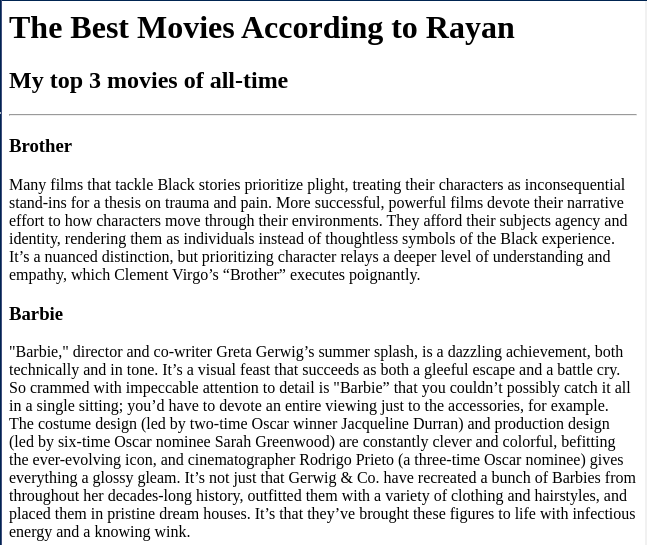 The Best Movies According to Rayan
My top 3 movies of all-time
Brother
Many films that tackle Black stories prioritize plight, treating their characters as inconsequential
stand-ins for a thesis on trauma and pain. More successful, powerful films devote their narrative
effort to how characters move through their environments. They afford their subjects agency and
identity, rendering them as individuals instead of thoughtless symbols of the Black experience.
It’s a nuanced distinction, but prioritizing character relays a deeper level of understanding and
empathy, which Clement Virgo’s “Brother” executes poignantly.
Barbie
"Barbie," director and co-writer Greta Gerwig’s summer splash, is a dazzling achievement, both
technically and in tone. It’s a visual feast that succeeds as both a gleeful escape and a battle cry.
So crammed with impeccable attention to detail is "Barbie” that you couldn’t possibly catch it all
in a single sitting; you’d have to devote an entire viewing just to the accessories, for example.
The costume design (led by two-time Oscar winner Jacqueline Durran) and production design
(led by six-time Oscar nominee Sarah Greenwood) are constantly clever and colorful, befitting
the ever-evolving icon, and cinematographer Rodrigo Prieto (a three-time Oscar nominee) gives
everything a glossy gleam. It’s not just that Gerwig & Co. have recreated a bunch of Barbies from
throughout her decades-long history, outfitted them with a variety of clothing and hairstyles, and
placed them in pristine dream houses. It’s that they’ve brought these figures to life with infectious
energy and a knowing wink.